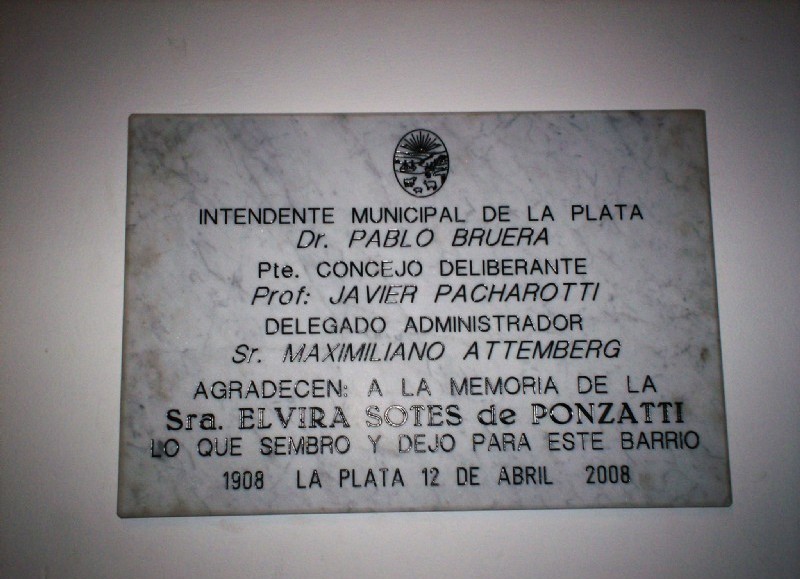 INTENDENTE MUNICIPAL DE LA PLATA
Dr. PABLO BRUERA
Pte. CONCEJO DELIBERANTE
Prof: JAVIER PACHAROTTI
DELEGADO ADMINISTRADOR
Sr. MAXIMILIANO ATTEMBERG
AGRADECEN: A LA MEMORIA DE LA
Sra. ELVIRA SOTES de PONZATTI
LO QUE SEMBRO Y DEJO PARA ESTE BARRIO
1908 LA PLATA 12 DE ABRIL 2008